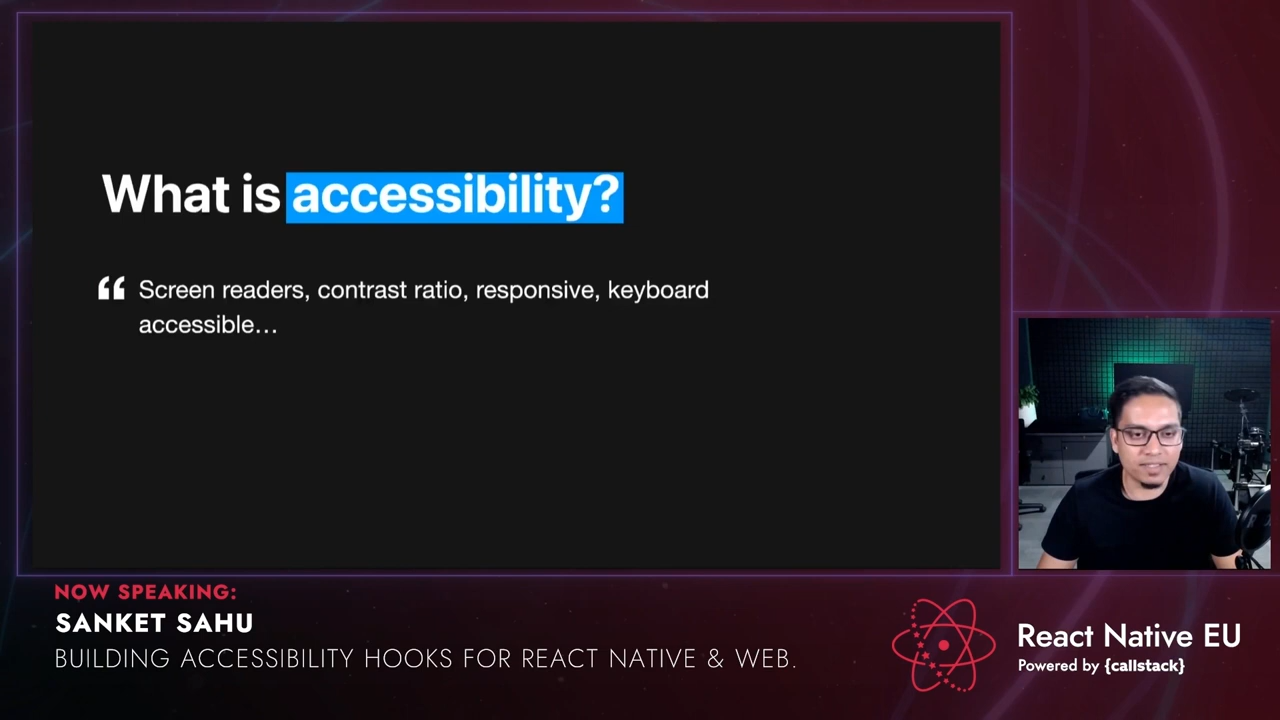 What is accessibility?
“ Screen readers, contrast ratio, responsive, keyboard
accessible…
NOW SPEAKING:
SANKET SAHU
BUILDING ACCESSIBILITY HOOKS FOR REACT NATIVE & WEB.
React Native EU
Powered by {callstack}